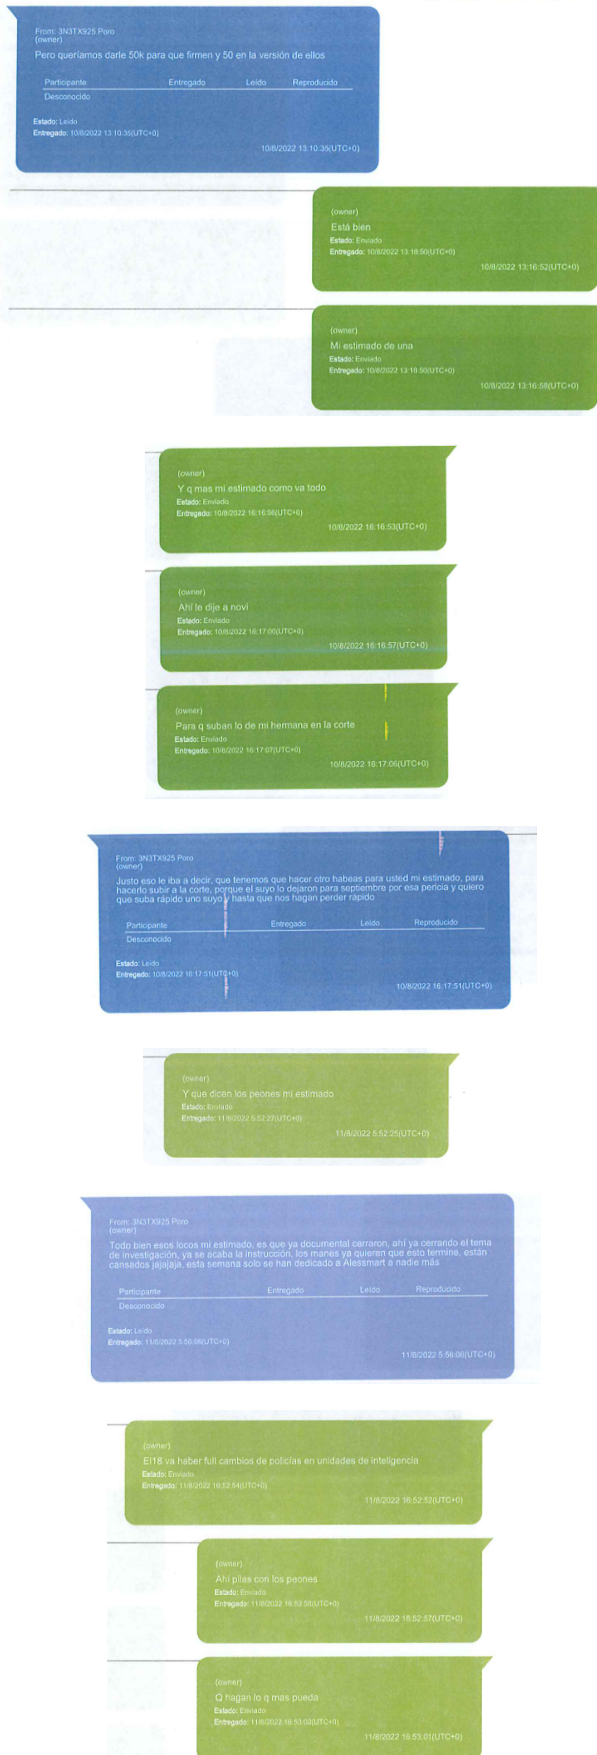 From: 3N3TX925 Poro
(owner)
Pero queríamos darle 50k para que firmen y 50 en la versión de ellos
Participante Entregado Leído Reproducido
Desconocido
Estado: Leído
Entregado: 10/8/2022 13:10:35(UTC+0)
10/8/2022 13:10:35(UTC+0)
(owner)
Está bien
Estado: Enviado
Entregado: 10/8/2022 13:18:50(UTC+0)
10/8/2022 13:16:52(UTC+0)
(owner)
Mi estimado de una
Estado: Enviado
Entregado: 10/8/2022 13:18:50(UTC+0)
10/8/2022 13:16:58(UTC+0)
(owner)
Y q mas mi estimado como va todo
Estado: Enviado
Entregado: 10/8/2022 16:16:56(UTC+0)
10/8/2022 16:16:53(UTC+0)
(owner)
Ahí le dije a novi
Estado: Enviado
Entregado: 10/8/2022 16:17:00(UTC+0)
10/8/2022 16:16:57(UTC+0)
(owner)
Para q suban lo de mi hermana en la corte
Estado: Enviado
Entregado: 10/8/2022 16:17:07(UTC+0)
10/8/2022 16:17:06(UTC+0)
From: 3N3TX925 Poro
(owner)
Justo eso le iba a decir, que tenemos que hacer otro habeas para usted mi estimado, para
hacerlo subir a la corte, porque el suyo lo dejaron para septiembre por esa pericia y quiero
que suba rápido uno suyo y hasta que nos hagan perder rápido
Participante Entregado Leído Reproducido
Desconocido
Estado: Leído
Entregado: 10/8/2022 16:17:51(UTC+0)
10/8/2022 16:17:51(UTC+0)
(owner)
Y que dicen los peones mi estimado
Estado: Enviado
Entregado: 11/8/2022 5:52:27(UTC+0)
11/8/2022 5:52:25(UTC+0)
From: 3N3TX925 Poro
(owner)
Todo bien esos locos mi estimado, es que ya documental cerraron, ahí ya cerrando el tema
de investigación, ya se acaba la instrucción, los manes ya quieren que esto termine, están
cansados jajajaja, esta semana solo se han dedicado a Alessmart a nadie más
Participante Entregado Leído Reproducido
Desconocido
Estado: Leído
Entregado: 11/8/2022 5:56:06(UTC+0)
11/8/2022 5:56:06(UTC+0)
(owner)
El18 va haber full cambios de policías en unidades de inteligencia
Estado: Enviado
Entregado: 11/8/2022 16:52:54(UTC+0)
11/8/2022 16:52:52(UTC+0)
(owner)
Ahí pilas con los peones
Estado: Enviado
Entregado: 11/8/2022 16:52:58(UTC+0)
11/8/2022 16:52:57(UTC+0)
(owner)
Q hagan lo q mas pueda
Estado: Enviado
Entregado: 11/8/2022 16:53:03(UTC+0)
11/8/2022 16:53:01(UTC+0)